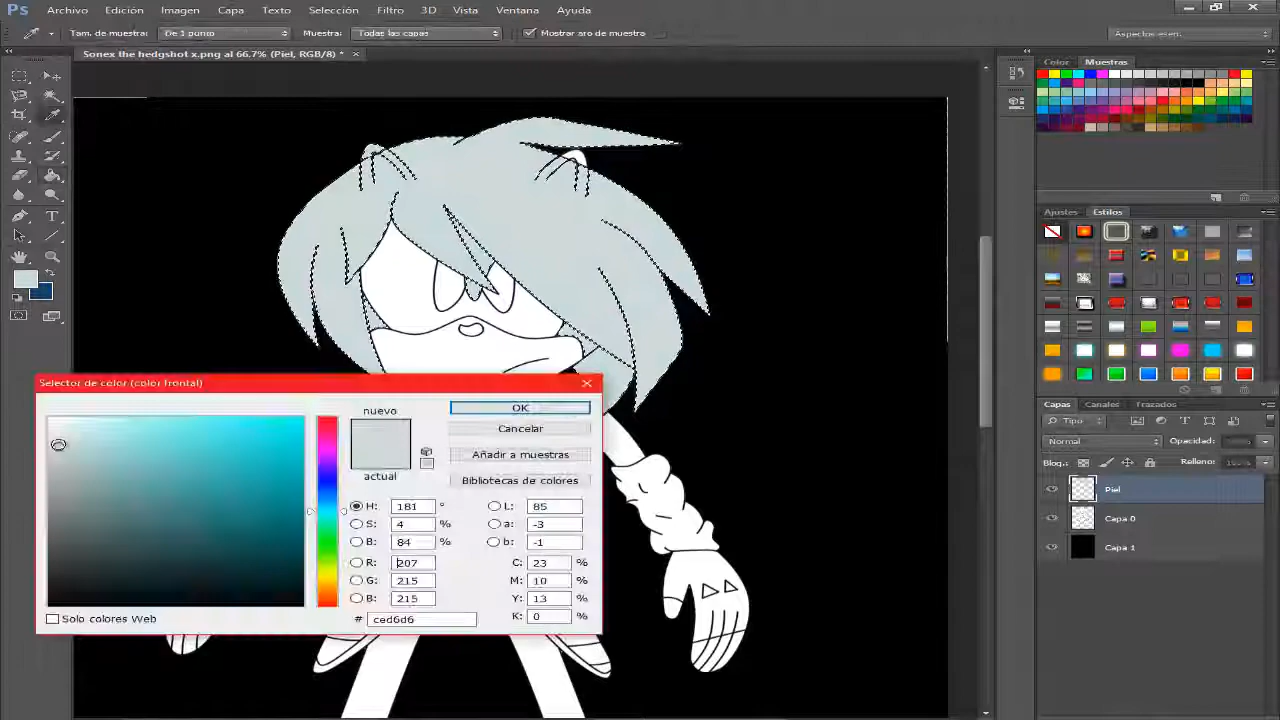 Ps Archivo Edición Imagen Capa Texto Selección Filtro 3D Vista Ventana Ayuda
Tam. de muestra: De 1 punto Muestra: Todas las capas Mostrar aro de muestra Aspectos esen.
Sonex the hedgshot x.png al 66.7% (Piel, RGB/8) *
Color Muestras
Ajustes Estilos
Selector de color (color frontal)
nuevo
actual
OK
Cancelar
Añadir a muestras
Bibliotecas de colores
H: 181 °
S: 4 %
B: 84 %
R: 207
G: 215
B: 215
L: 85
a: -3
b: -1
C: 23 %
M: 10 %
Y: 13 %
K: 0 %
Solo colores Web
# ced6d6
Capas Canales Trazados
Tipo
Normal Opacidad:
Bloq.: Relleno:
Piel
Capa 0
Capa 1